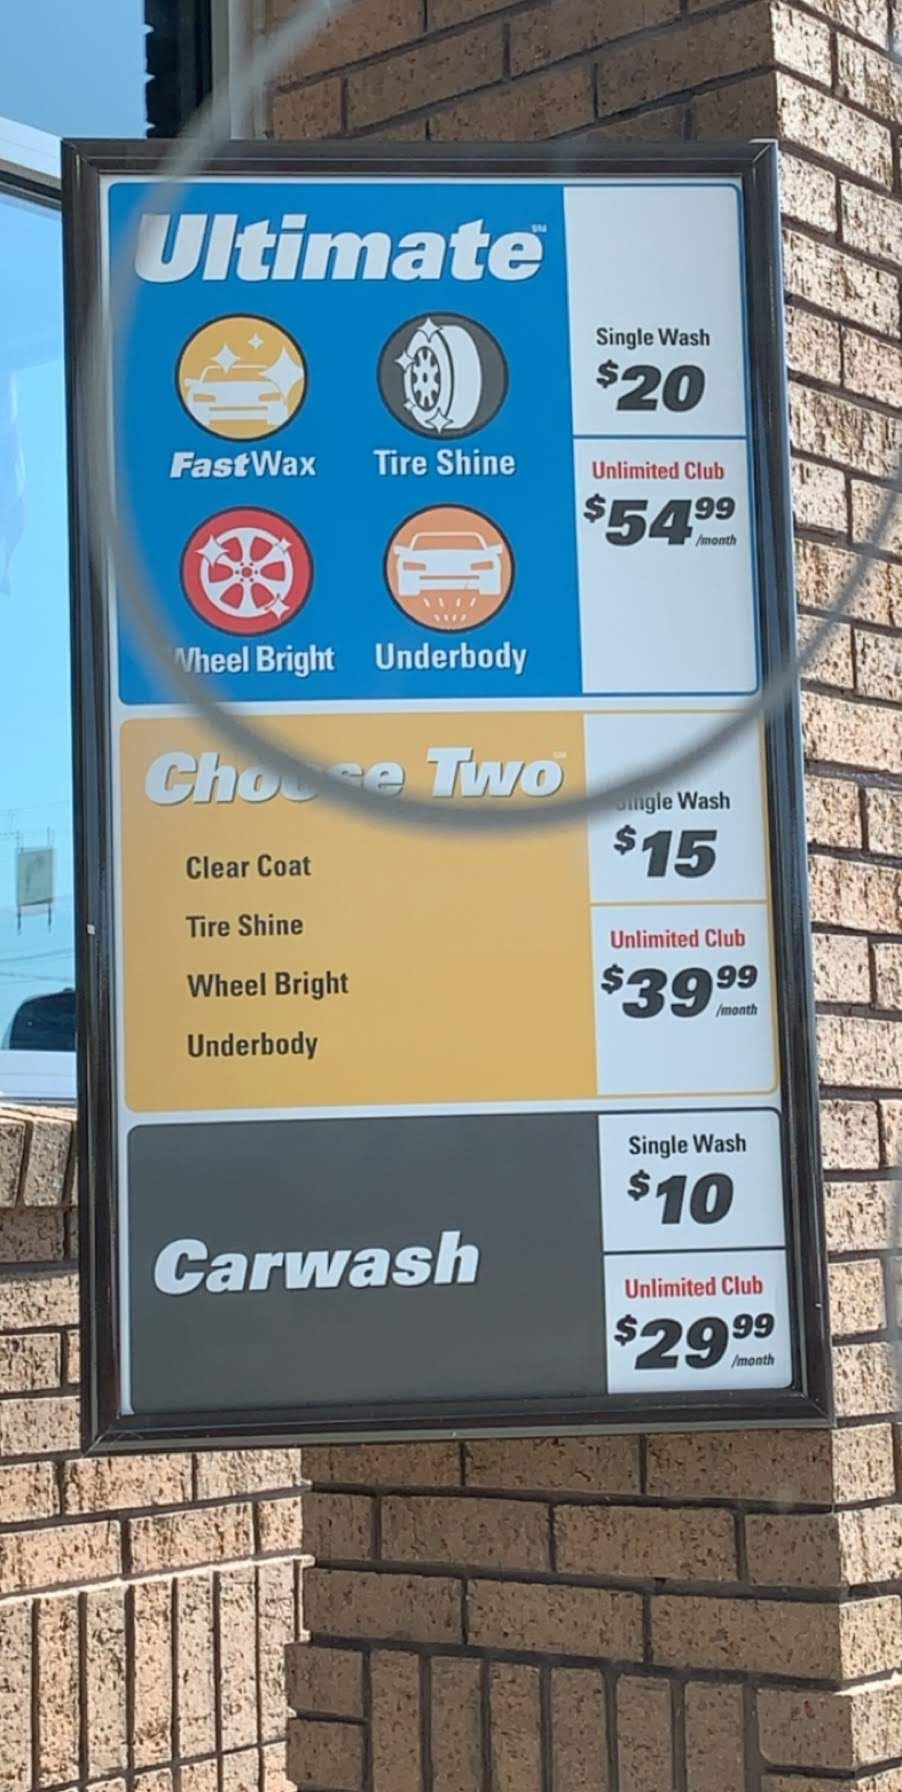 Ultimate℠
FastWax
Tire Shine
Wheel Bright
Underbody
Single Wash
$20
Unlimited Club
$54.99
/month
Choose Two℠
Clear Coat
Tire Shine
Wheel Bright
Underbody
Single Wash
$15
Unlimited Club
$39.99
/month
Carwash
Single Wash
$10
Unlimited Club
$29.99
/month